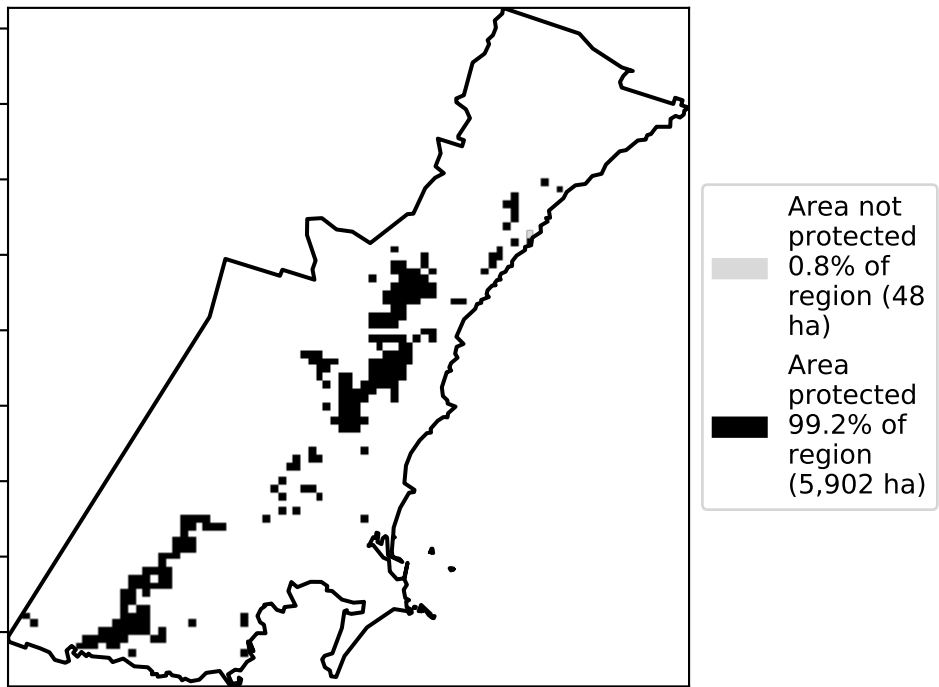 Area not
protected
0.8% of
region (48
ha)
Area
protected
99.2% of
region
(5,902 ha)